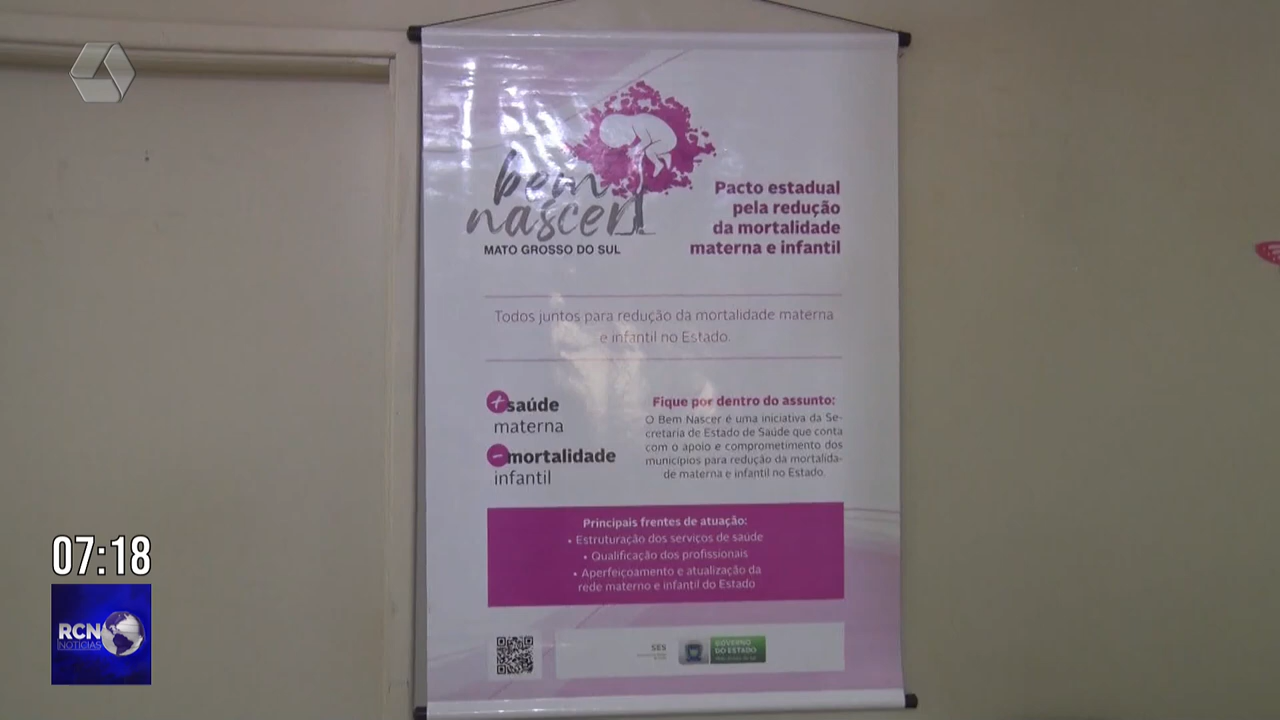 bem
nascer
MATO GROSSO DO SUL
Pacto estadual
pela redução
da mortalidade
materna e infantil
Todos juntos para redução da mortalidade materna
e infantil no Estado.
+saúde
materna
-mortalidade
infantil
Fique por dentro do assunto:
O Bem Nascer é uma iniciativa da Se-
cretaria de Estado de Saúde que conta
com o apoio e comprometimento dos
municípios para redução da mortalida-
de materna e infantil no Estado.
Principais frentes de atuação:
• Estruturação dos serviços de saúde
• Qualificação dos profissionais
• Aperfeiçoamento e atualização da
rede materno e infantil do Estado
SES
GOVERNO
DO ESTADO
07:18
RCN
NOTÍCIAS